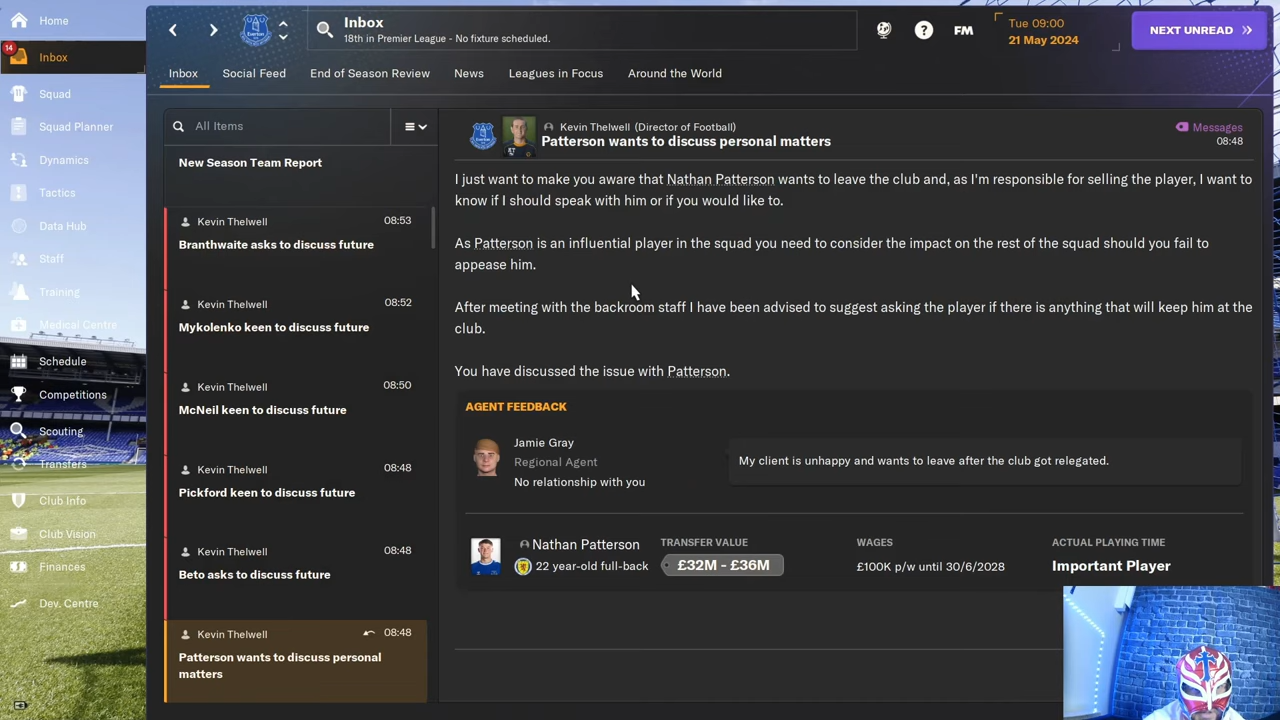 Home
14
Inbox
Squad
Squad Planner
Dynamics
Tactics
Data Hub
Staff
Training
Medical Centre
Schedule
Competitions
Scouting
Transfers
Club Info
Club Vision
Finances
Dev. Centre
Everton
Inbox
18th in Premier League - No fixture scheduled.
?
FM
Tue 09:00
21 May 2024
NEXT UNREAD
Inbox
Social Feed
End of Season Review
News
Leagues in Focus
Around the World
All Items
New Season Team Report
Kevin Thelwell
08:53
Branthwaite asks to discuss future
Kevin Thelwell
08:52
Mykolenko keen to discuss future
Kevin Thelwell
08:50
McNeil keen to discuss future
Kevin Thelwell
08:48
Pickford keen to discuss future
Kevin Thelwell
08:48
Beto asks to discuss future
Kevin Thelwell
08:48
Patterson wants to discuss personal
matters
Kevin Thelwell (Director of Football)
Patterson wants to discuss personal matters
Messages
08:48
I just want to make you aware that Nathan Patterson wants to leave the club and, as I'm responsible for selling the player, I want to
know if I should speak with him or if you would like to.
As Patterson is an influential player in the squad you need to consider the impact on the rest of the squad should you fail to
appease him.
After meeting with the backroom staff I have been advised to suggest asking the player if there is anything that will keep him at the
club.
You have discussed the issue with Patterson.
AGENT FEEDBACK
Jamie Gray
Regional Agent
No relationship with you
My client is unhappy and wants to leave after the club got relegated.
Nathan Patterson
22 year-old full-back
TRANSFER VALUE
£32M - £36M
WAGES
£100K p/w until 30/6/2028
ACTUAL PLAYING TIME
Important Player